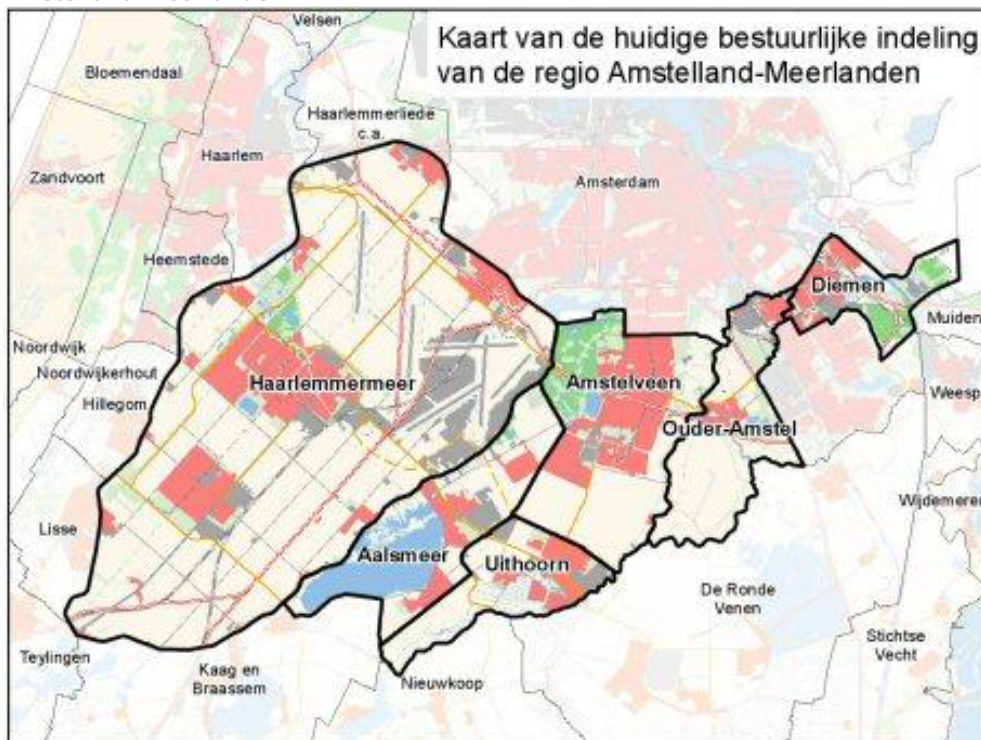 Kaart van de huidige bestuurlijke indeling
van de regio Amstelland-Meerlanden
Velsen
Bloemendaal
Haarlemmerliede
c.a.
Haarlem
Zandvoort
Amsterdam
Heemstede
Diemen
Muiden
Noordwijk
Noordwijkerhout
Hillegom
Haarlemmermeer
Amstelveen
Weesp
Ouder-Amstel
Lisse
Wijdemeren
Aalsmeer
Uithoorn
De Ronde
Venen
Stichtse
Vecht
Teylingen
Kaag en
Braassem
Nieuwkoop